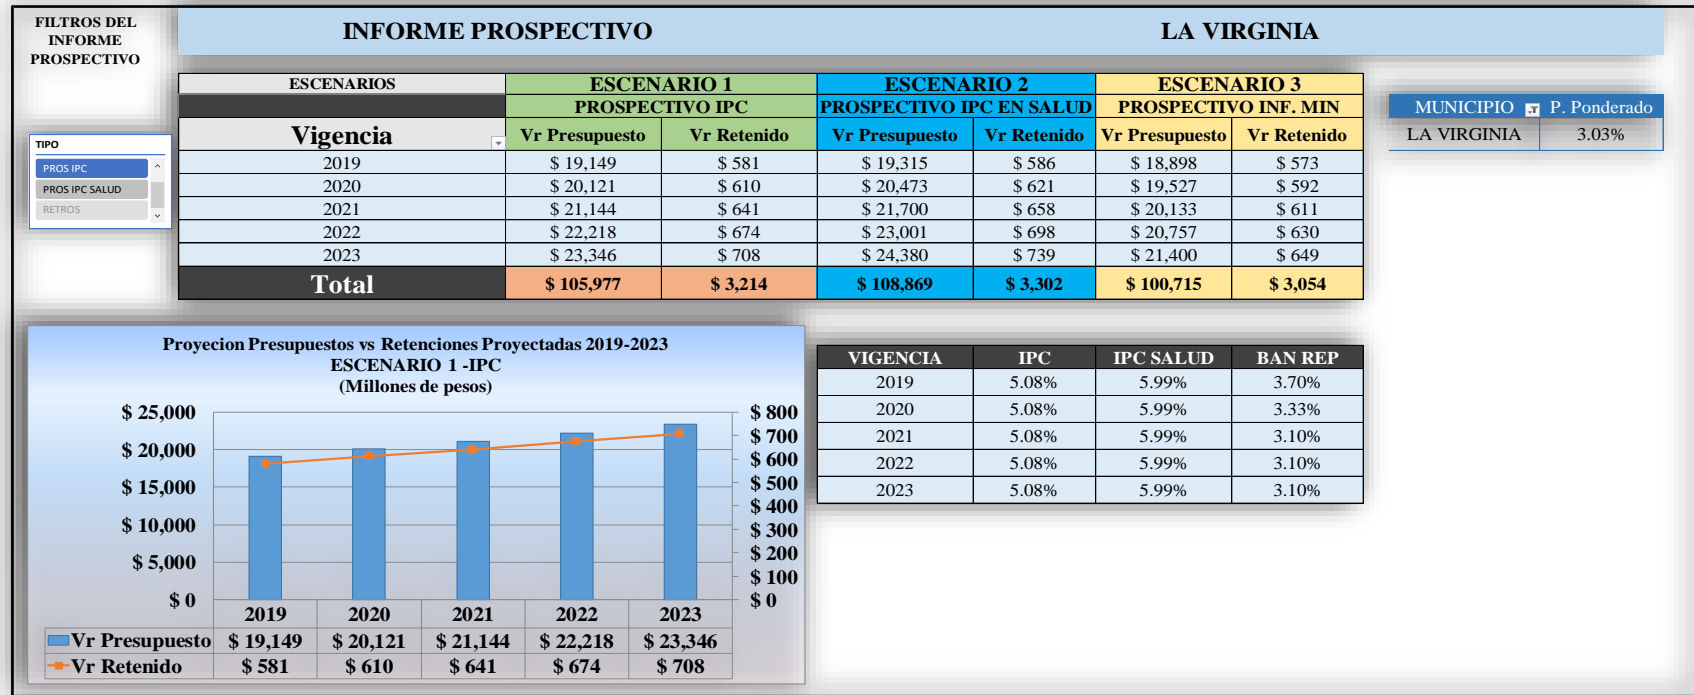 FILTROS DEL
INFORME
PROSPECTIVO
INFORME PROSPECTIVO LA VIRGINIA
ESCENARIOS ESCENARIO 1 ESCENARIO 2 ESCENARIO 3
PROSPECTIVO IPC PROSPECTIVO IPC EN SALUD PROSPECTIVO INF. MIN
Vigencia Vr Presupuesto Vr Retenido Vr Presupuesto Vr Retenido Vr Presupuesto Vr Retenido
2019 $ 19,149 $ 581 $ 19,315 $ 586 $ 18,898 $ 573
2020 $ 20,121 $ 610 $ 20,473 $ 621 $ 19,527 $ 592
2021 $ 21,144 $ 641 $ 21,700 $ 658 $ 20,133 $ 611
2022 $ 22,218 $ 674 $ 23,001 $ 698 $ 20,757 $ 630
2023 $ 23,346 $ 708 $ 24,380 $ 739 $ 21,400 $ 649
Total $ 105,977 $ 3,214 $ 108,869 $ 3,302 $ 100,715 $ 3,054
MUNICIPIO P. Ponderado
LA VIRGINIA 3.03%
TIPO
PROS IPC
PROS IPC SALUD
RETROS
Proyecion Presupuestos vs Retenciones Proyectadas 2019-2023
ESCENARIO 1 -IPC
(Millones de pesos)
$ 25,000
$ 20,000
$ 15,000
$ 10,000
$ 5,000
$ 0
$ 800
$ 700
$ 600
$ 500
$ 400
$ 300
$ 200
$ 100
$ 0
2019 2020 2021 2022 2023
Vr Presupuesto $ 19,149 $ 20,121 $ 21,144 $ 22,218 $ 23,346
Vr Retenido $ 581 $ 610 $ 641 $ 674 $ 708
VIGENCIA IPC IPC SALUD BAN REP
2019 5.08% 5.99% 3.70%
2020 5.08% 5.99% 3.33%
2021 5.08% 5.99% 3.10%
2022 5.08% 5.99% 3.10%
2023 5.08% 5.99% 3.10%